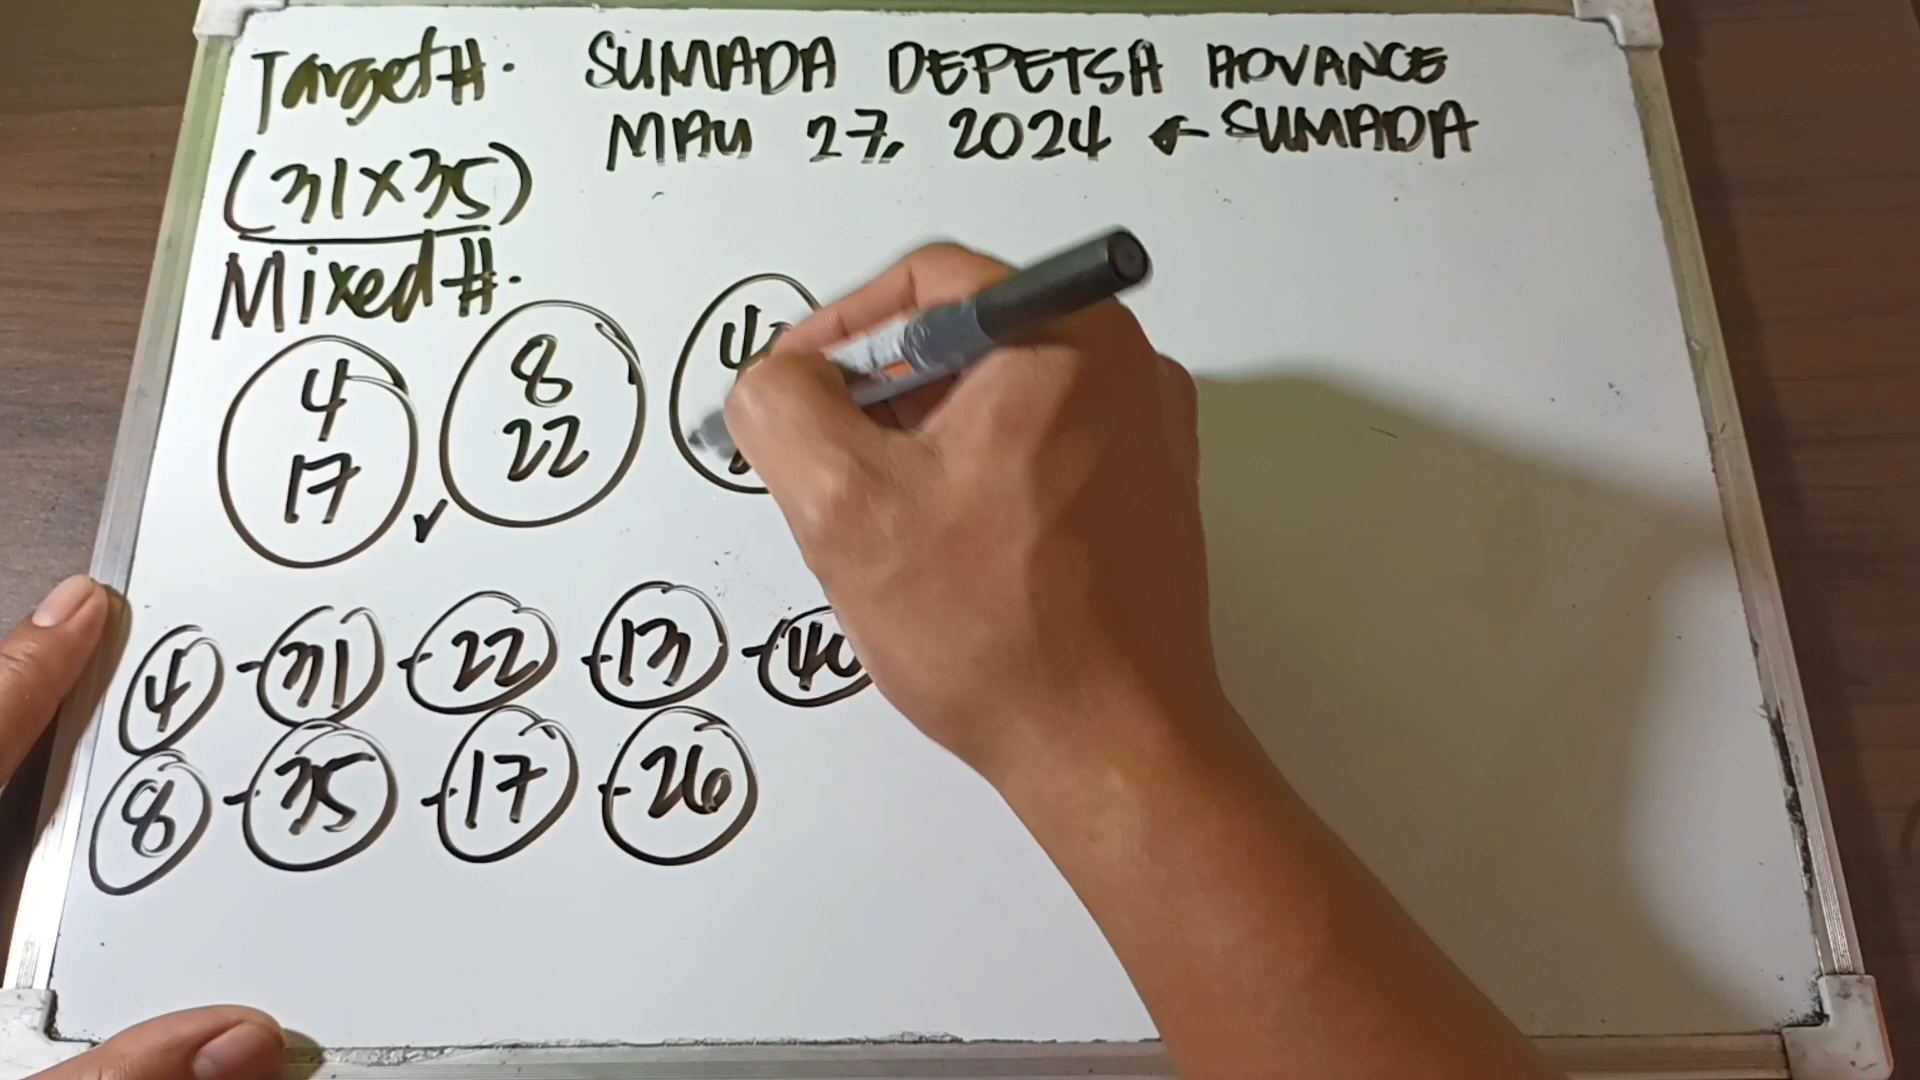 Target#. SUMADA DEPETSA ADVANCE
MAY 27, 2024 ← SUMADA
(31x35)
Mixed#.
4 8
17 22
4 - 31 - 22 - 13 - 40
8 - 35 - 17 - 26